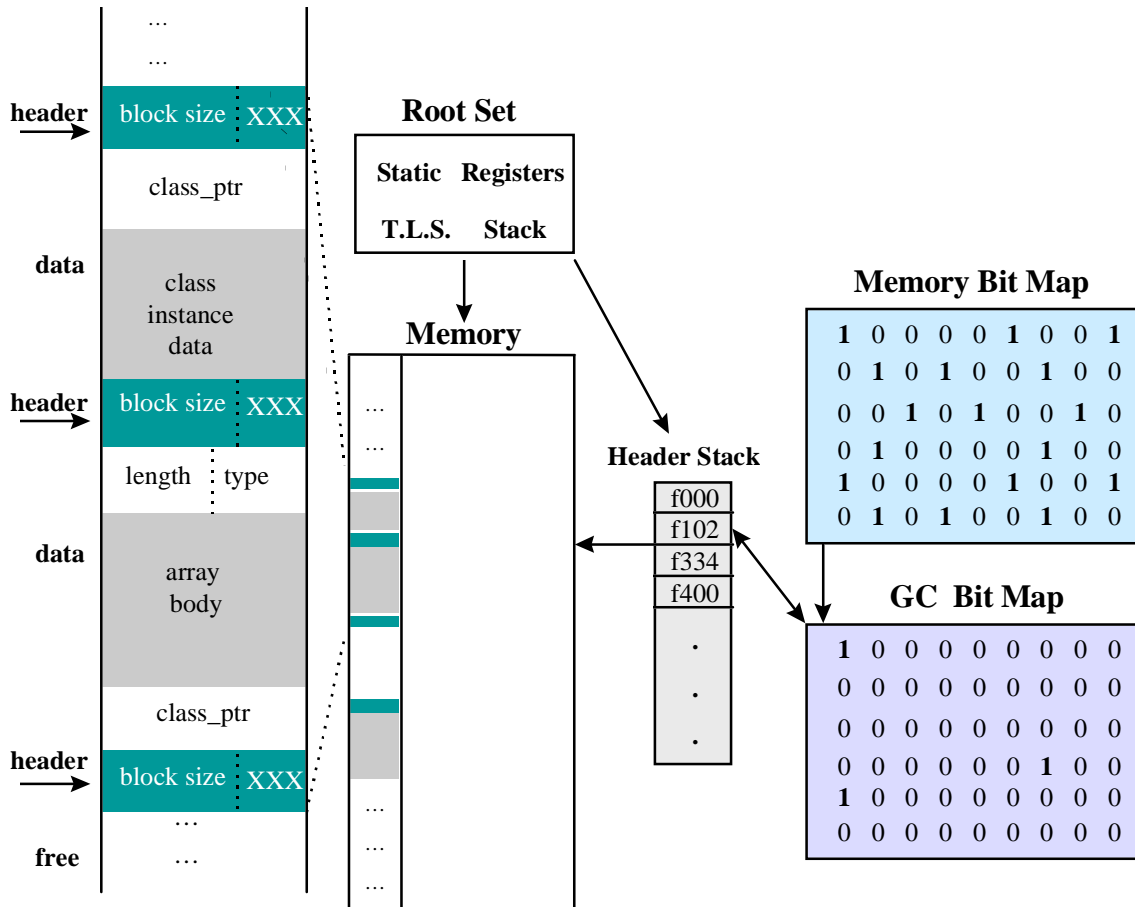 ...
...
header
block size XXX
class_ptr
data
class
instance
data
header
block size XXX
length type
data
array
body
class_ptr
header
block size XXX
...
free
...
Root Set
Static Registers
T.L.S. Stack
Memory
...
...
...
...
...
Header Stack
f000
f102
f334
f400
.
.
.
Memory Bit Map
1 0 0 0 0 1 0 0 1
0 1 0 1 0 0 1 0 0
0 0 1 0 1 0 0 1 0
0 1 0 0 0 0 1 0 0
1 0 0 0 0 1 0 0 1
0 1 0 1 0 0 1 0 0
GC Bit Map
1 0 0 0 0 0 0 0 0
0 0 0 0 0 0 0 0 0
0 0 0 0 0 0 0 0 0
0 0 0 0 0 0 1 0 0
1 0 0 0 0 0 0 0 0
0 0 0 0 0 0 0 0 0